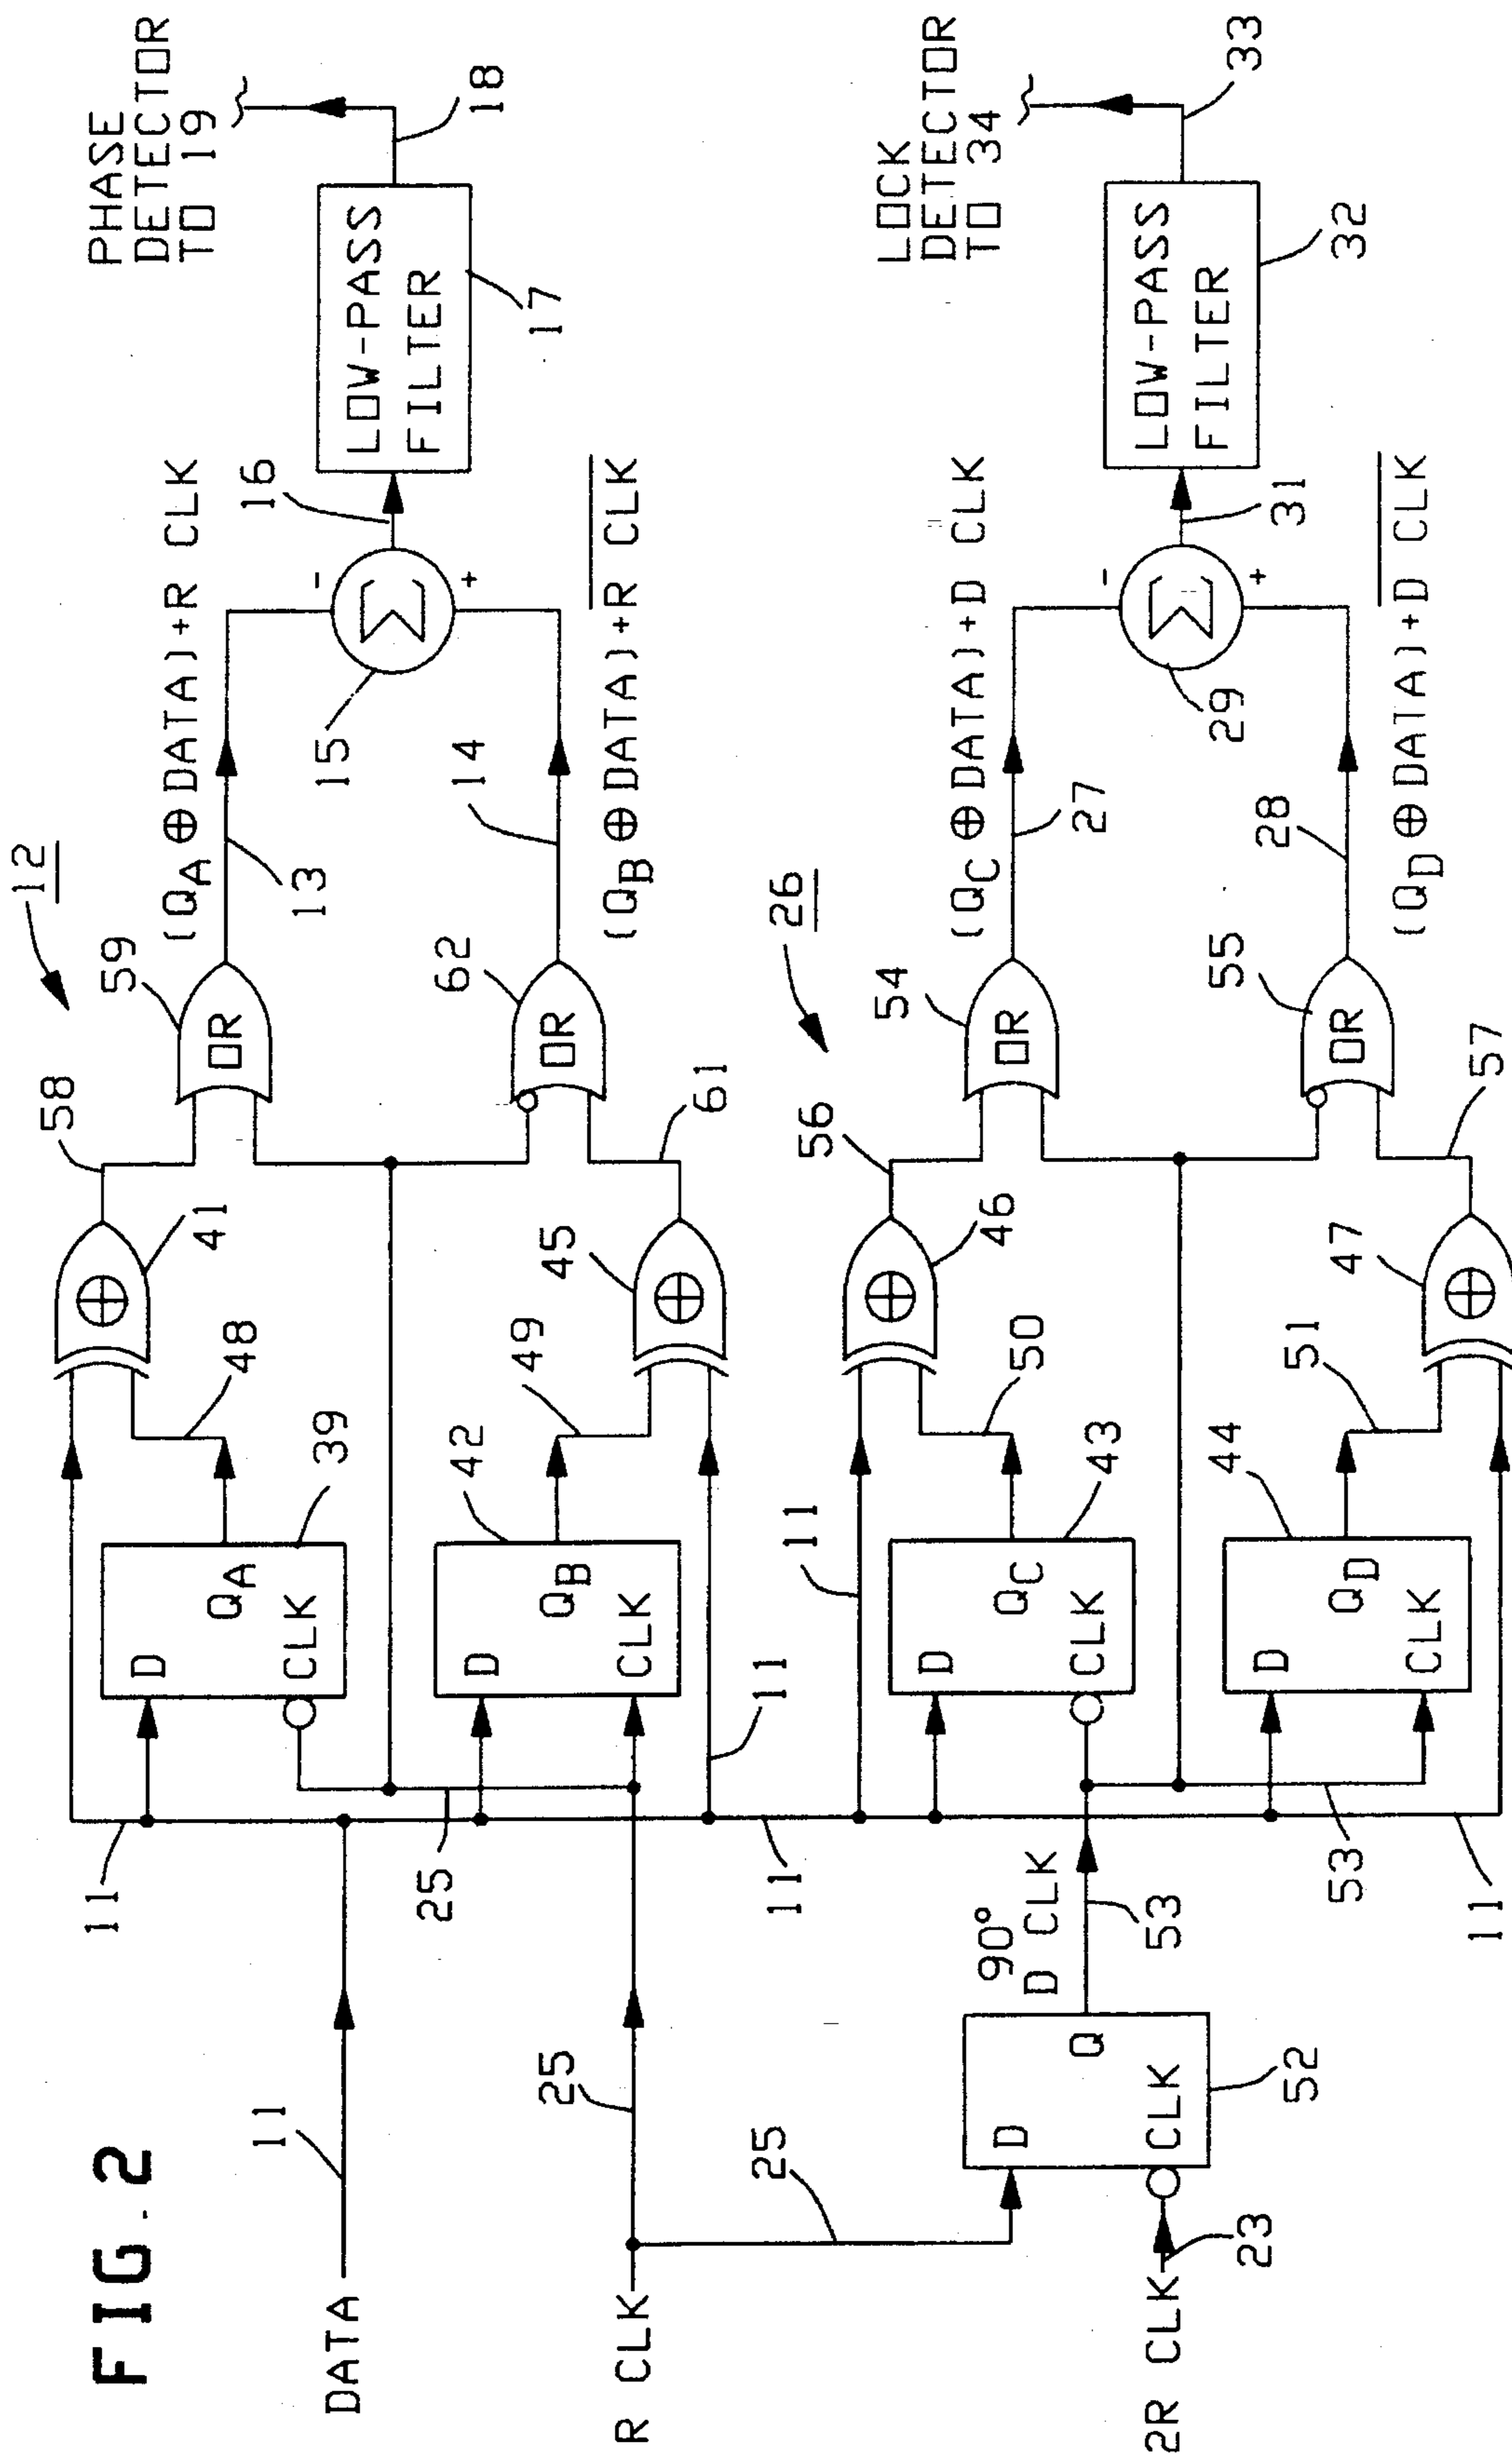 FIG. 2
12
PHASE
DETECTOR
TO 19
18
LOW-PASS
FILTER
17
16
(QA ⊕ DATA) + R CLK
13
15
Σ
-
+
14
(QB ⊕ DATA) + R CLK
59
OR
62
OR
58
61
41
⊕
45
⊕
48
49
39
D
QA
CLK
42
D
QB
CLK
11
25
11
11
DATA
11
R CLK
25
25
26
LOCK
DETECTOR
TO 34
33
LOW-PASS
FILTER
32
31
(QC ⊕ DATA) + D CLK
27
29
Σ
-
+
28
(QD ⊕ DATA) + D CLK
54
OR
55
OR
56
57
46
⊕
47
⊕
50
51
11
43
D
QC
CLK
44
D
QD
CLK
90°
D CLK
53
53
11
D
Q
CLK
52
2R CLK
23